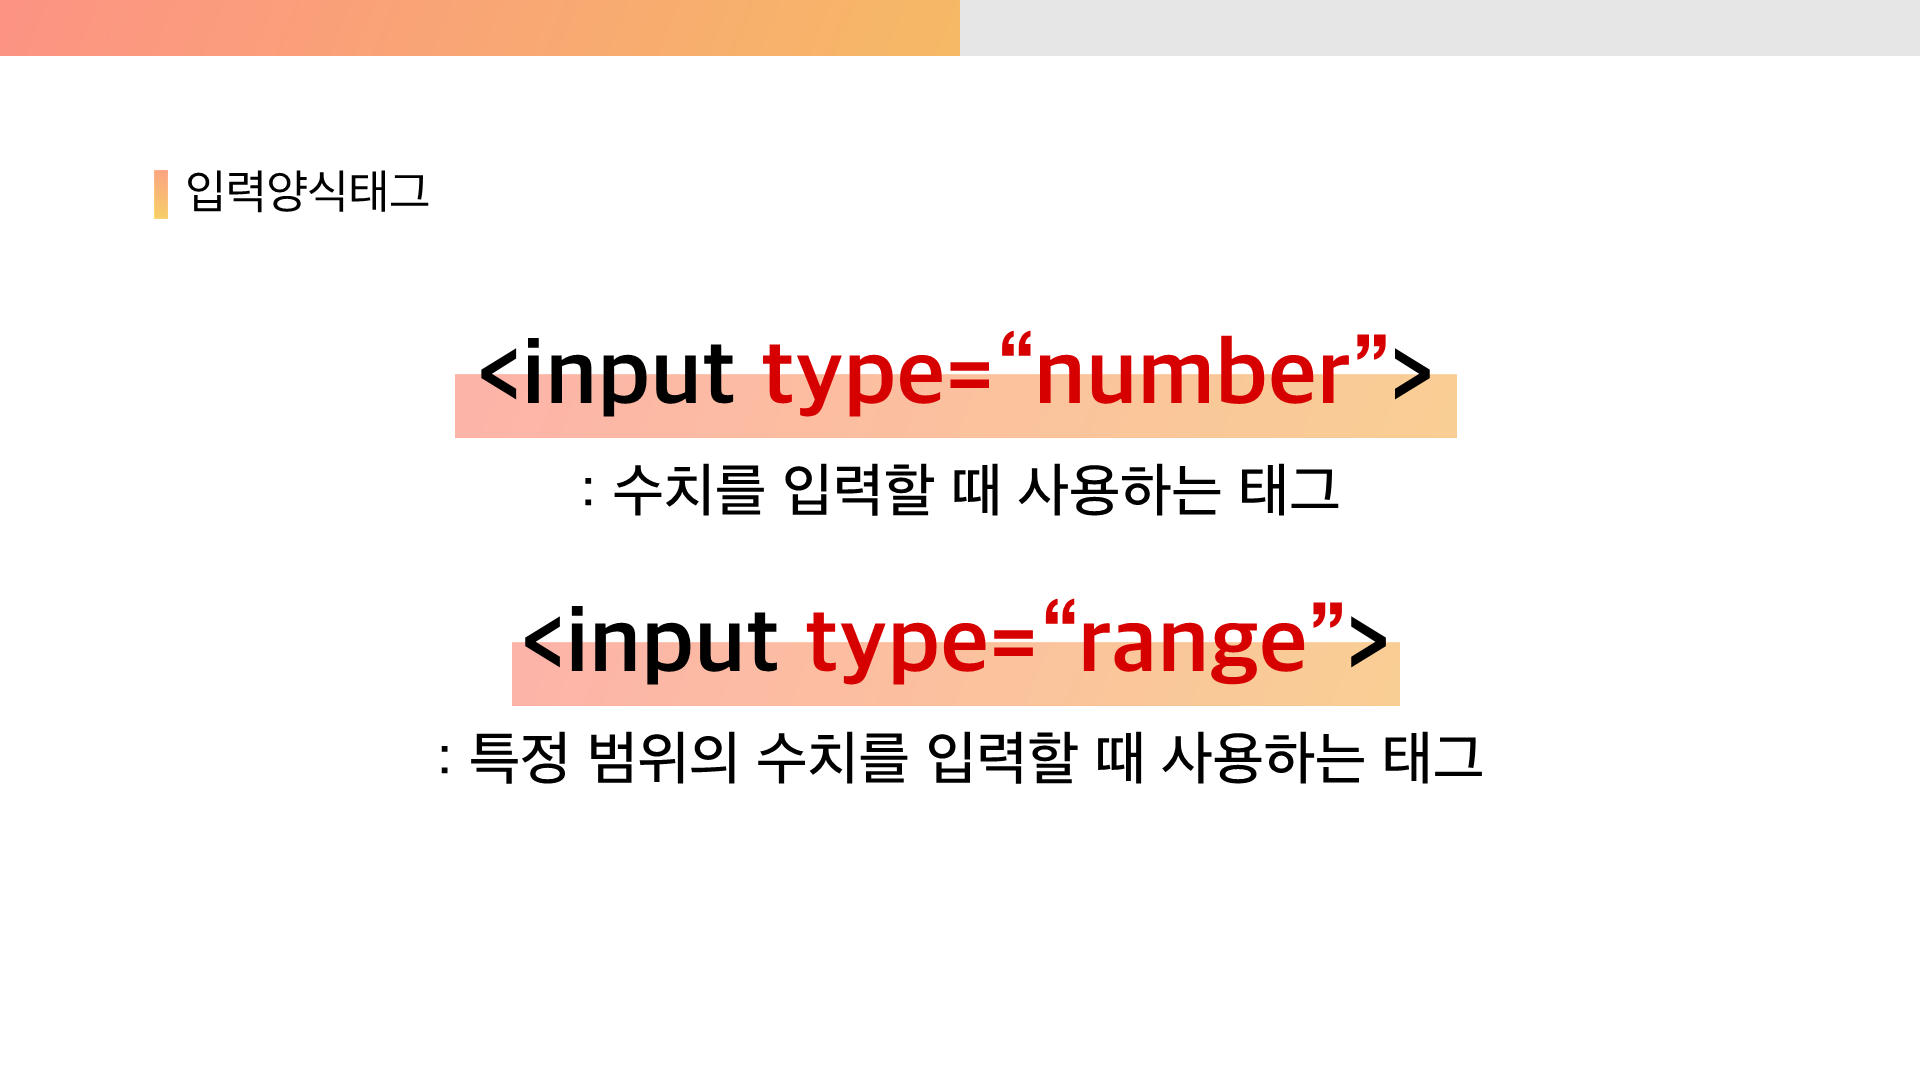 입력양식태그
<input type=“number”>
: 수치를 입력할 때 사용하는 태그
<input type=“range”>
: 특정 범위의 수치를 입력할 때 사용하는 태그